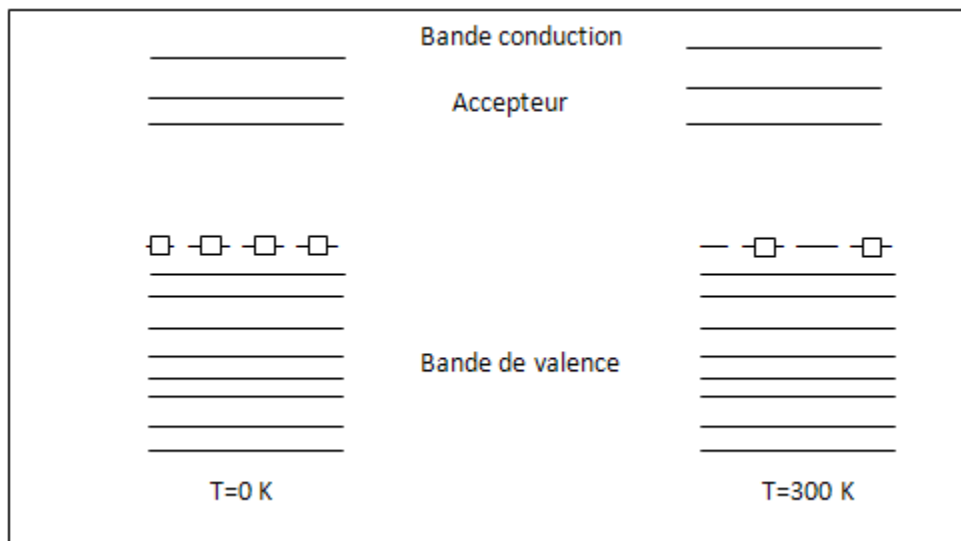 Bande conduction
Accepteur
Bande de valence
T=0 K
T=300 K